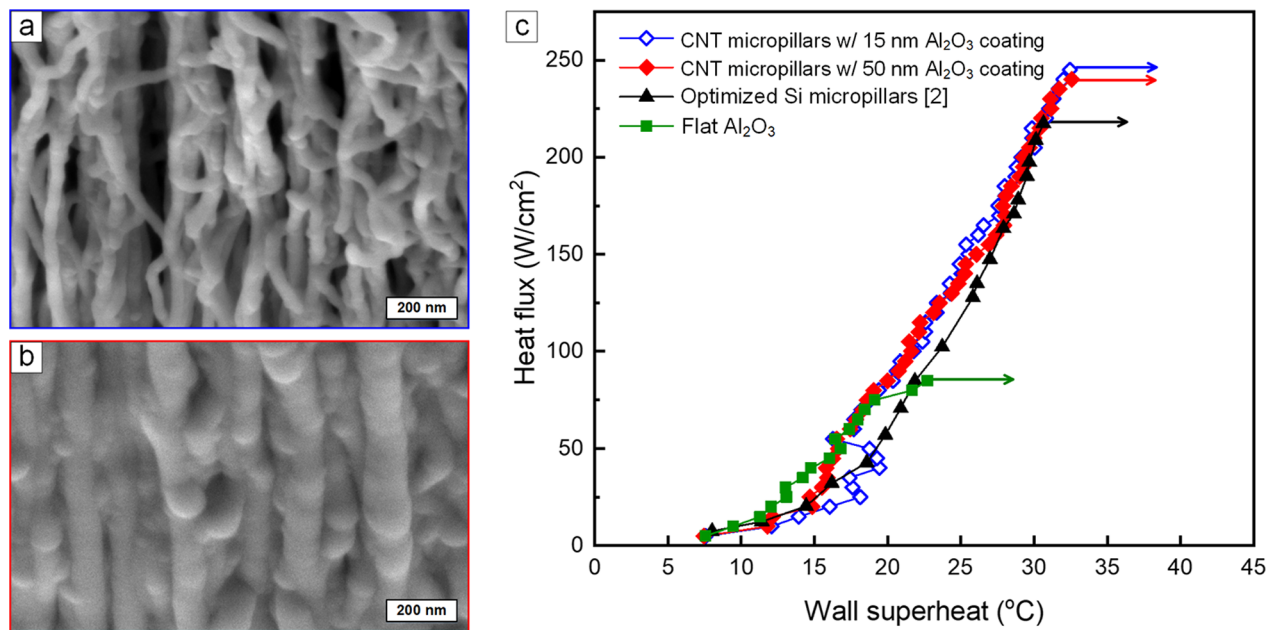 a
200 nm
b
200 nm
c
CNT micropillars w/ 15 nm Al₂O₃ coating
CNT micropillars w/ 50 nm Al₂O₃ coating
Optimized Si micropillars [2]
Flat Al₂O₃
Heat flux (W/cm²)
250
200
150
100
50
0
0 5 10 15 20 25 30 35 40 45
Wall superheat (°C)